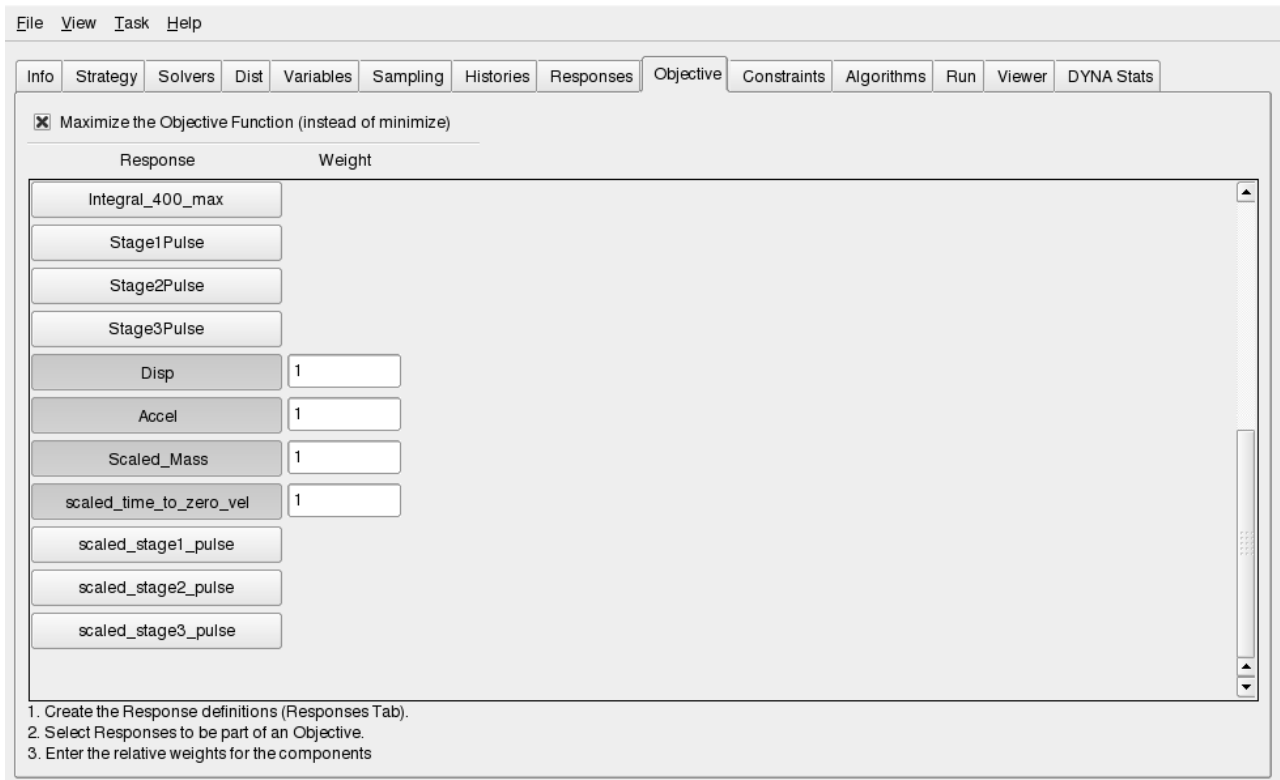 File View Task Help
Info Strategy Solvers Dist Variables Sampling Histories Responses Objective Constraints Algorithms Run Viewer DYNA Stats
Maximize the Objective Function (instead of minimize)
Response Weight
Integral_400_max
Stage1Pulse
Stage2Pulse
Stage3Pulse
Disp 1
Accel 1
Scaled_Mass 1
scaled_time_to_zero_vel 1
scaled_stage1_pulse
scaled_stage2_pulse
scaled_stage3_pulse
1. Create the Response definitions (Responses Tab).
2. Select Responses to be part of an Objective.
3. Enter the relative weights for the components